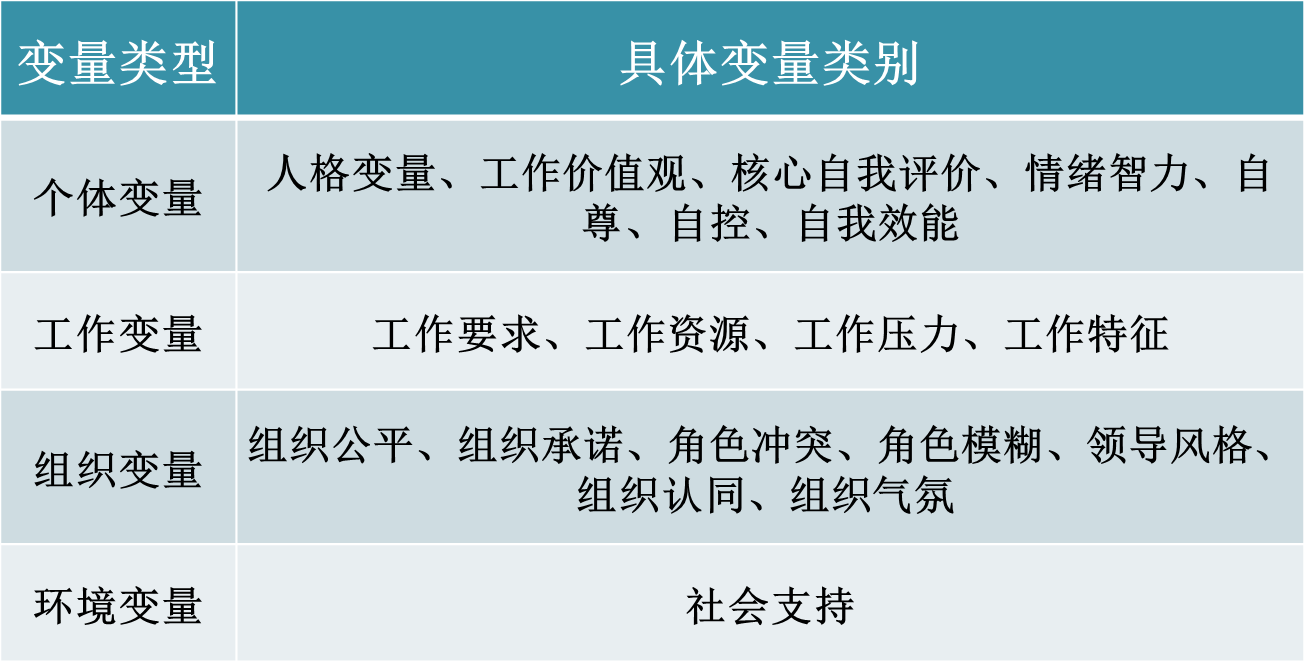 变量类型
具体变量类别
个体变量
人格变量、工作价值观、核心自我评价、情绪智力、自
尊、自控、自我效能
工作变量
工作要求、工作资源、工作压力、工作特征
组织变量
组织公平、组织承诺、角色冲突、角色模糊、领导风格、
组织认同、组织气氛
环境变量
社会支持